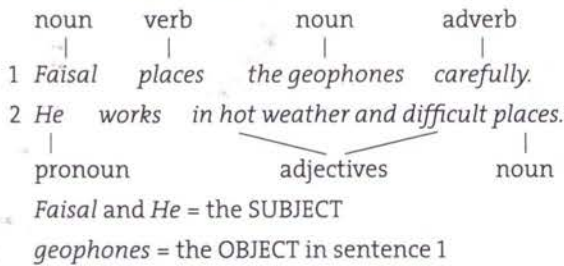 noun verb noun adverb
1 Faisal places the geophones carefully.
2 He works in hot weather and difficult places.
pronoun adjectives noun
Faisal and He = the SUBJECT
geophones = the OBJECT in sentence 1